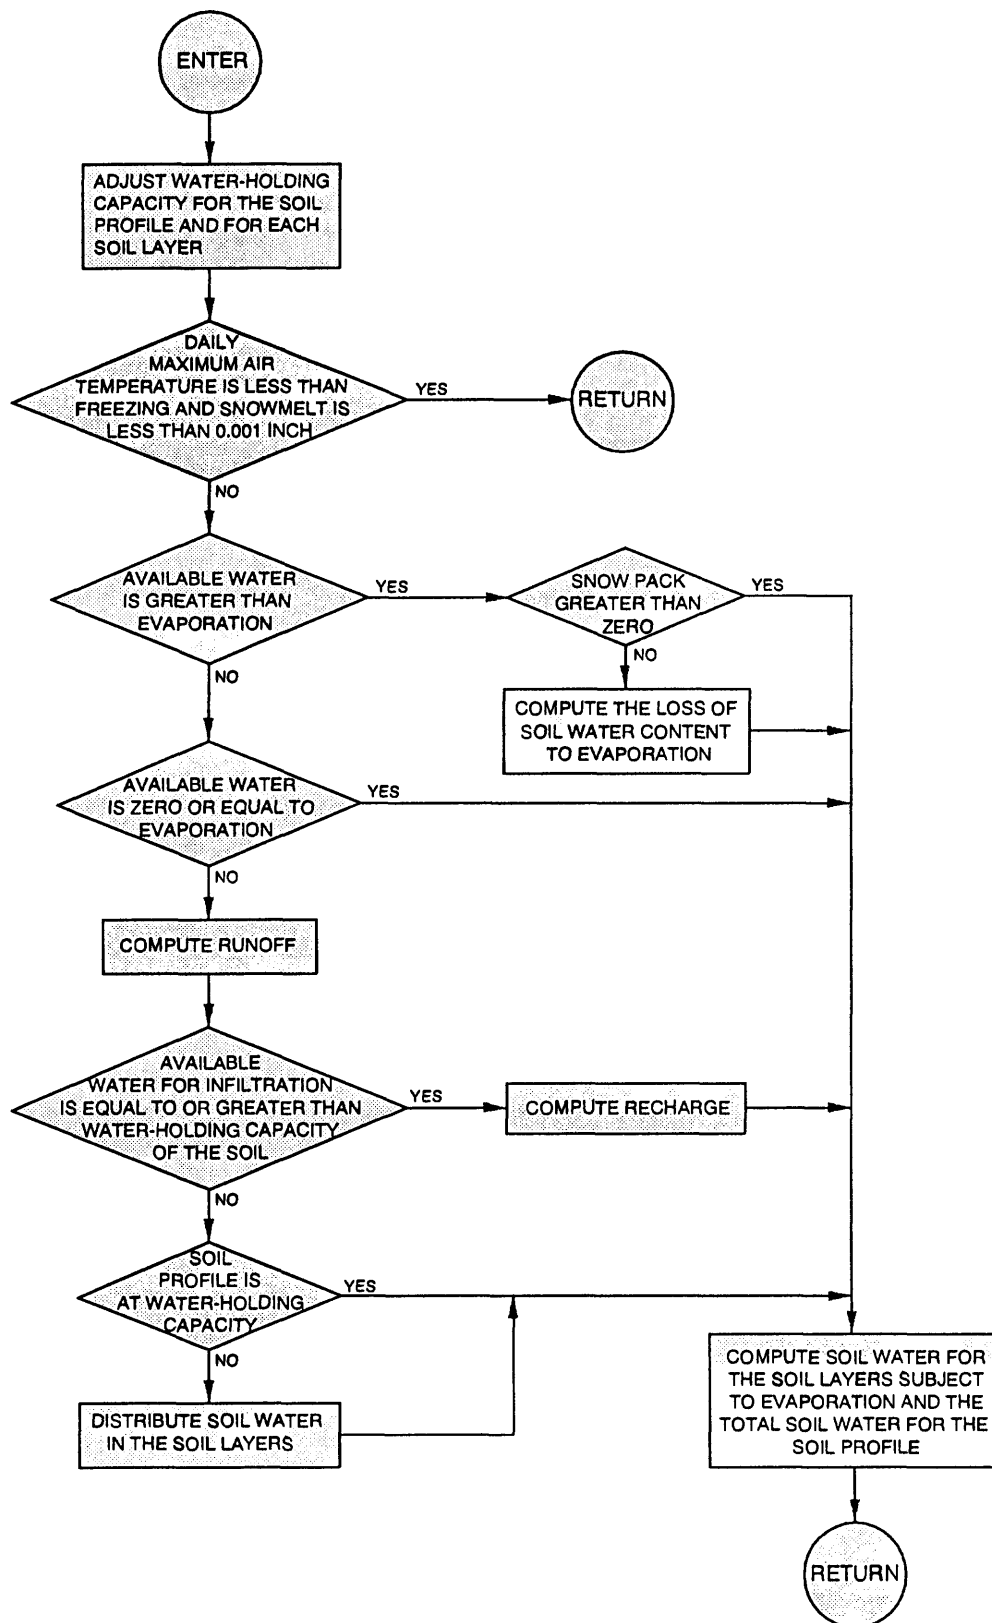 ENTER
ADJUST WATER-HOLDING
CAPACITY FOR THE SOIL
PROFILE AND FOR EACH
SOIL LAYER
DAILY
MAXIMUM AIR
TEMPERATURE IS LESS THAN
FREEZING AND SNOWMELT IS
LESS THAN 0.001 INCH
YES
RETURN
NO
AVAILABLE WATER
IS GREATER THAN
EVAPORATION
YES
SNOW PACK
GREATER THAN
ZERO
YES
NO
NO
COMPUTE THE LOSS OF
SOIL WATER CONTENT
TO EVAPORATION
AVAILABLE WATER
IS ZERO OR EQUAL TO
EVAPORATION
YES
NO
COMPUTE RUNOFF
AVAILABLE
WATER FOR INFILTRATION
IS EQUAL TO OR GREATER THAN
WATER-HOLDING CAPACITY
OF THE SOIL
YES
COMPUTE RECHARGE
NO
SOIL
PROFILE IS
AT WATER-HOLDING
CAPACITY
YES
NO
DISTRIBUTE SOIL WATER
IN THE SOIL LAYERS
COMPUTE SOIL WATER FOR
THE SOIL LAYERS SUBJECT
TO EVAPORATION AND THE
TOTAL SOIL WATER FOR THE
SOIL PROFILE
RETURN